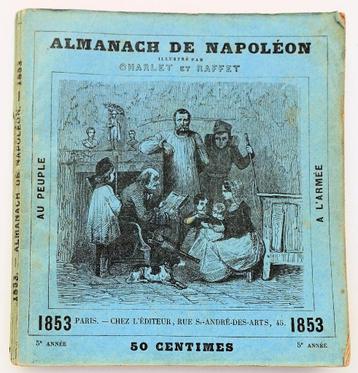 ALMANACH DE NAPOLÉON
ILLUSTRÉ PAR
CHARLET ET RAFFET
AU PEUPLE
A L'ARMÉE
1853 PARIS. — CHEZ L'ÉDITEUR, RUE S.-ANDRÉ-DES-ARTS, 45. 1853
5e ANNÉE 5e ANNÉE
50 CENTIMES
1853. — ALMANACH DE NAPOLÉON. — 1853